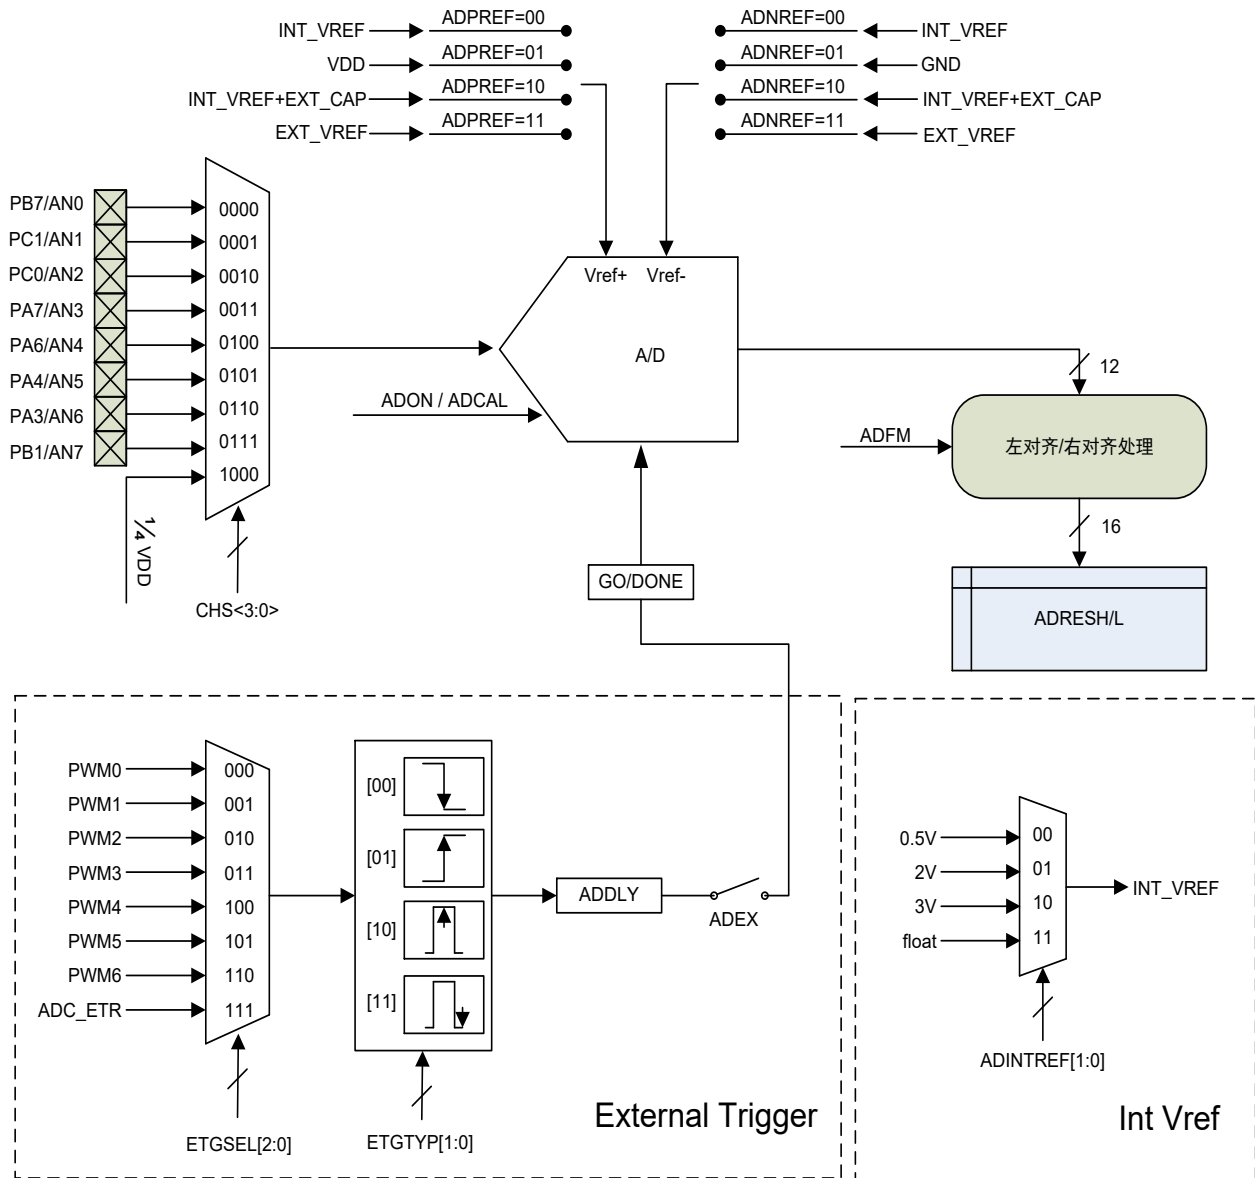 INT_VREF
ADPREF=00
VDD
ADPREF=01
INT_VREF+EXT_CAP
ADPREF=10
EXT_VREF
ADPREF=11
ADNREF=00
INT_VREF
ADNREF=01
GND
ADNREF=10
INT_VREF+EXT_CAP
ADNREF=11
EXT_VREF
PB7/AN0
0000
PC1/AN1
0001
PC0/AN2
0010
PA7/AN3
0011
PA6/AN4
0100
PA4/AN5
0101
PA3/AN6
0110
PB1/AN7
0111
1000
¼ VDD
CHS<3:0>
Vref+
Vref-
A/D
ADON / ADCAL
12
ADFM
左对齐/右对齐处理
16
GO/DONE
ADRESH/L
PWM0
000
PWM1
001
PWM2
010
PWM3
011
PWM4
100
PWM5
101
PWM6
110
ADC_ETR
111
ETGSEL[2:0]
[00]
[01]
[10]
[11]
ETGTYP[1:0]
ADDLY
ADEX
External Trigger
0.5V
00
2V
01
3V
10
float
11
INT_VREF
ADINTREF[1:0]
Int Vref